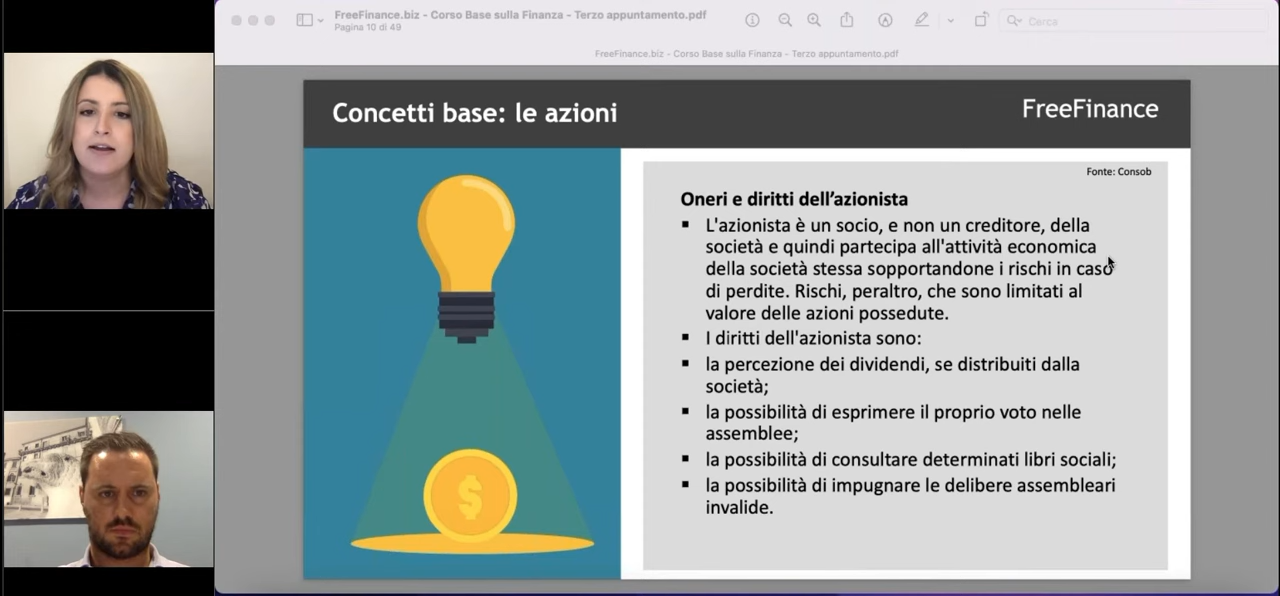 FreeFinance.biz - Corso Base sulla Finanza - Terzo appuntamento.pdf
Pagina 10 di 49
Cerca
FreeFinance.biz - Corso Base sulla Finanza - Terzo appuntamento.pdf
Concetti base: le azioni
FreeFinance
Fonte: Consob
Oneri e diritti dell’azionista
▪ L'azionista è un socio, e non un creditore, della
società e quindi partecipa all'attività economica
della società stessa sopportandone i rischi in caso
di perdite. Rischi, peraltro, che sono limitati al
valore delle azioni possedute.
▪ I diritti dell'azionista sono:
▪ la percezione dei dividendi, se distribuiti dalla
società;
▪ la possibilità di esprimere il proprio voto nelle
assemblee;
▪ la possibilità di consultare determinati libri sociali;
▪ la possibilità di impugnare le delibere assembleari
invalide.
$